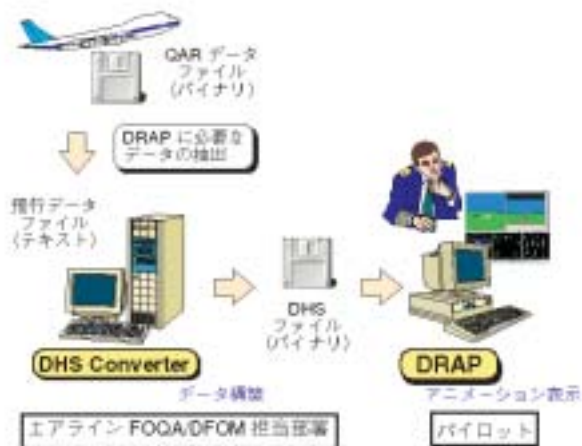 QAR データ
ファイル
(バイナリ)
DRAP に必要な
データの抽出
飛行データ
ファイル
(テキスト)
DHS
ファイル
(バイナリ)
DHS Converter
DRAP
データ構築
アニメーション表示
エアライン FOQA/DFOM 担当部署
パイロット